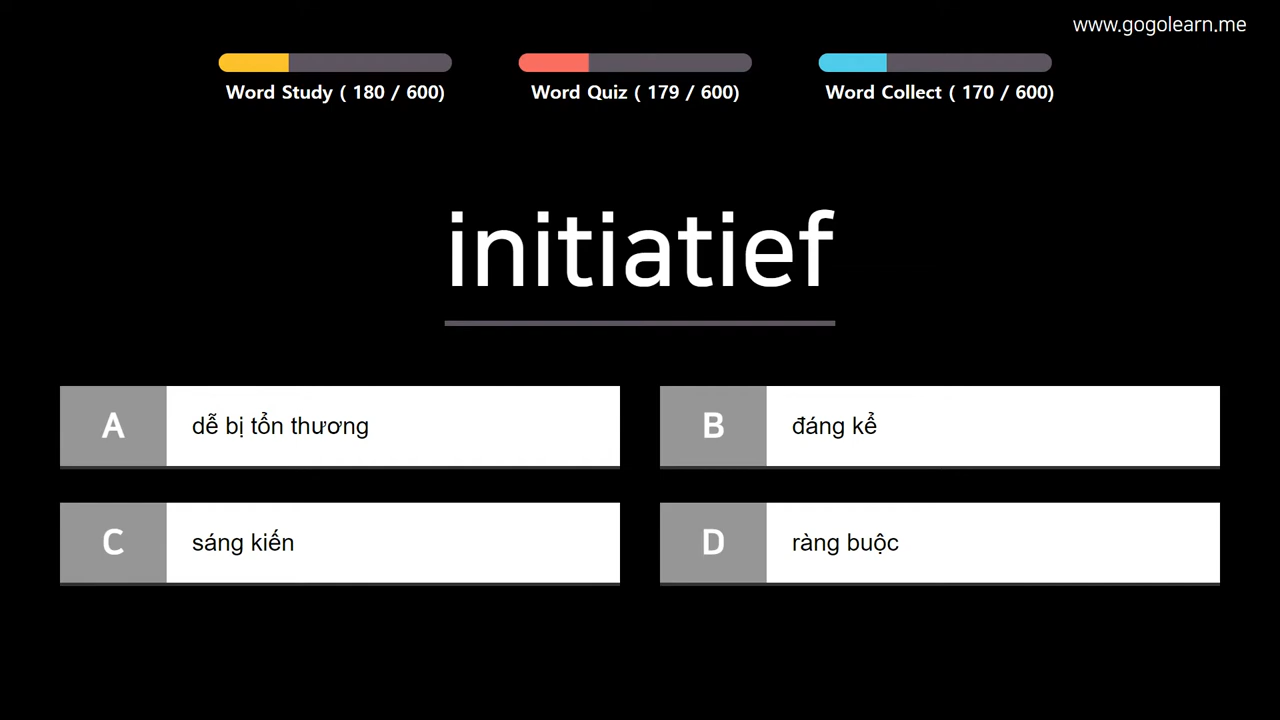 www.gogolearn.me
Word Study ( 180 / 600)
Word Quiz ( 179 / 600)
Word Collect ( 170 / 600)
initiatief
A dễ bị tổn thương
B đáng kể
C sáng kiến
D ràng buộc